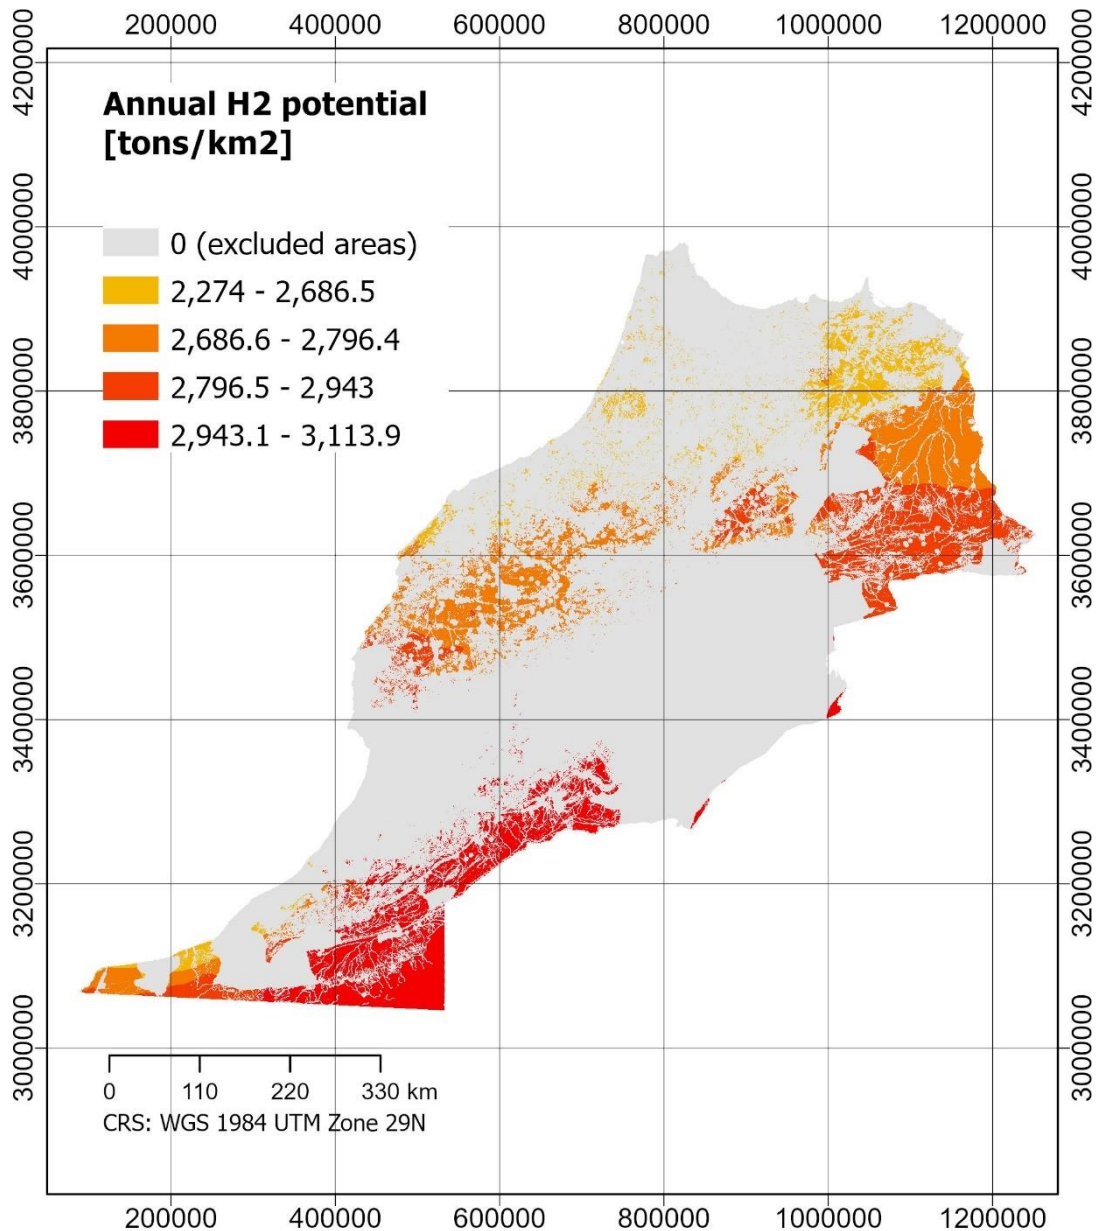 200000 400000 600000 800000 1000000 1200000
4200000 4200000
Annual H2 potential
[tons/km2]
4000000 4000000
0 (excluded areas)
2,274 - 2,686.5
2,686.6 - 2,796.4
2,796.5 - 2,943
2,943.1 - 3,113.9
3800000 3800000
3600000 3600000
3400000 3400000
3200000 3200000
3000000 3000000
0 110 220 330 km
CRS: WGS 1984 UTM Zone 29N
200000 400000 600000 800000 1000000 1200000